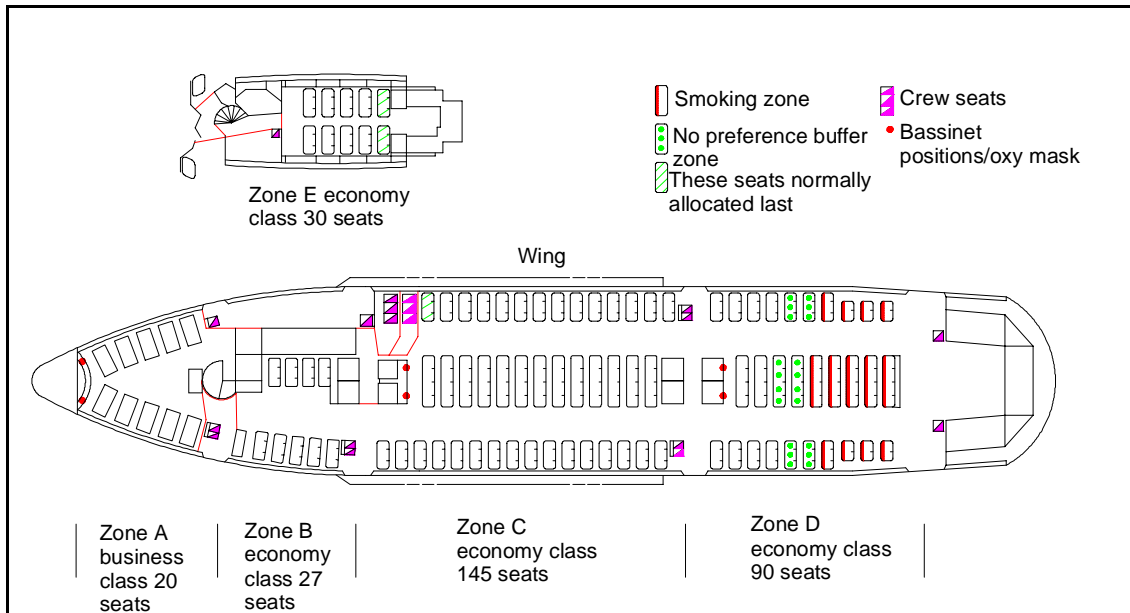 Zone E economy
class 30 seats
Smoking zone
No preference buffer
zone
These seats normally
allocated last
Crew seats
Bassinet
positions/oxy mask
Wing
Zone A
business
class 20
seats
Zone B
economy
class 27
seats
Zone C
economy class
145 seats
Zone D
economy class
90 seats